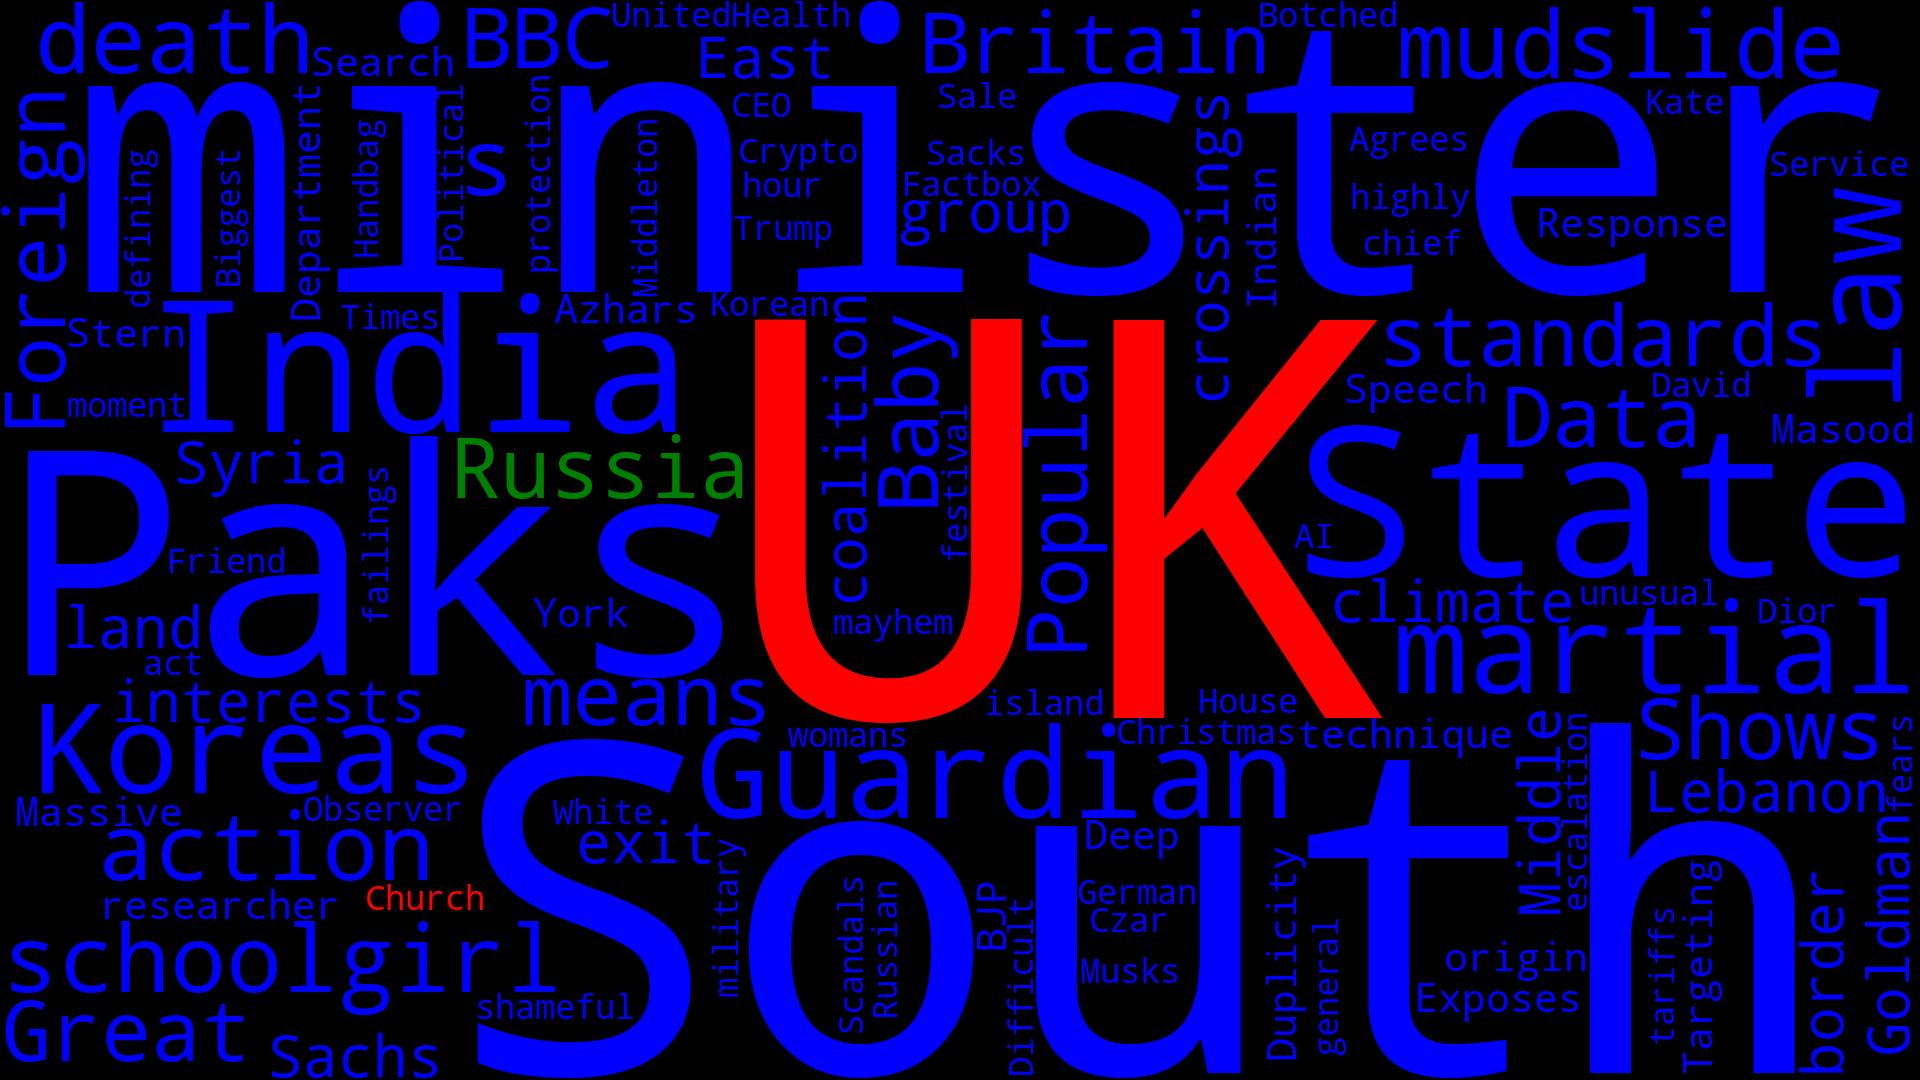 death
Search
BBC
UnitedHealth
East
Britain
Botched
mudslide
minister
CEO
Sale
Kate
Foreign
defining
Biggest
Department
Handbag
Political
s
protection
Middleton
Crypto
hour
Trump
Sacks
Factbox
group
crossings
Indian
Agrees
highly
chief
Response
Service
law
Stern
Times
Azhars
Korean
India
moment
coalition
Baby
festival
Popular
UK
standards
Speech
David
Data
Masood
Syria
Russia
Paks
failings
Friend
York
mayhem
AI
State
land
act
climate
unusual
Dior
martial
interests
means
island
House
Koreas
womans
Guardian
Christmas
technique
Middle
escalation
Shows
Lebanon
fears
Massive
Observer
White
action
exit
South
military
Deep
German
Czar
Musks
researcher
Church
Scandals
Russian
BJP
Difficult
Duplicity
general
origin
Exposes
tariffs
Targeting
border
Goldman
schoolgirl
shameful
Great
Sachs